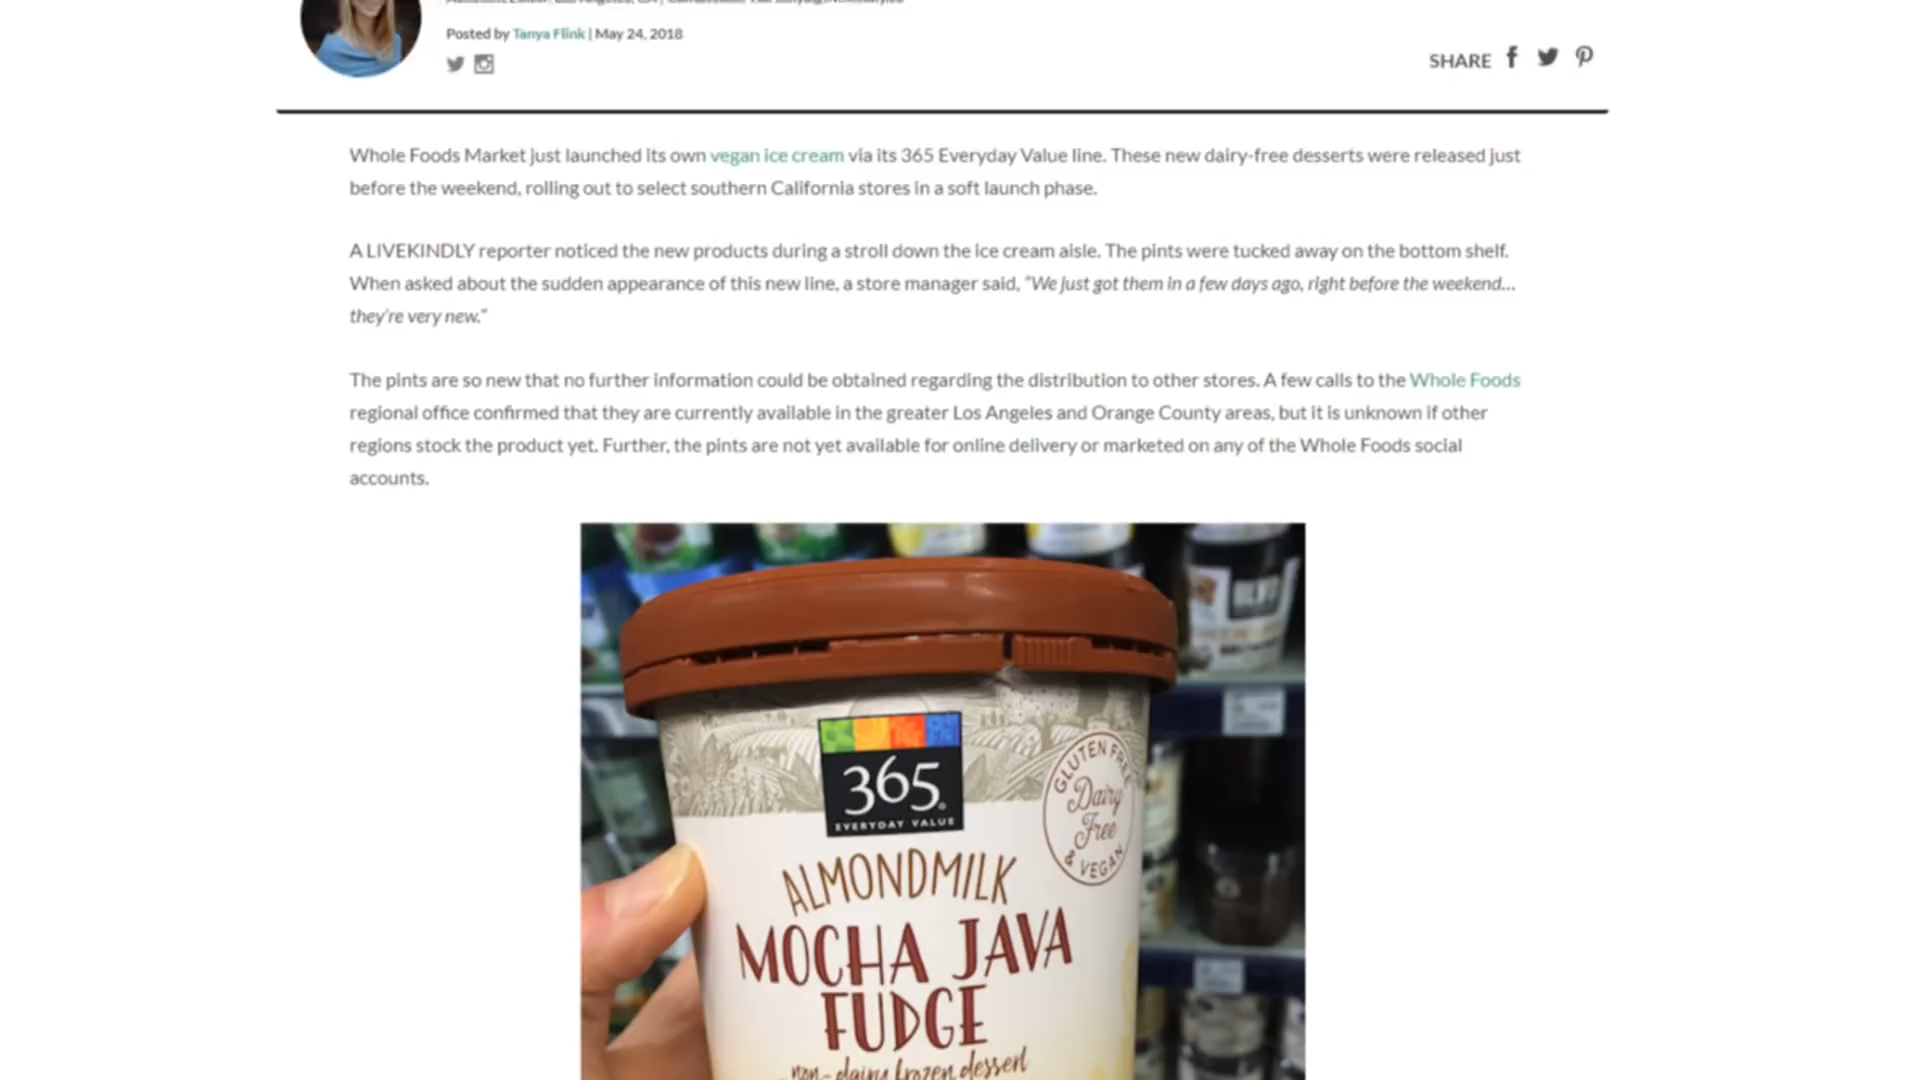 Posted by Tanya Flink | May 24, 2018
SHARE
Whole Foods Market just launched its own vegan ice cream via its 365 Everyday Value line. These new dairy-free desserts were released just
before the weekend, rolling out to select southern California stores in a soft launch phase.
A LIVEKINDLY reporter noticed the new products during a stroll down the ice cream aisle. The pints were tucked away on the bottom shelf.
When asked about the sudden appearance of this new line, a store manager said, “We just got them in a few days ago, right before the weekend…
they’re very new.”
The pints are so new that no further information could be obtained regarding the distribution to other stores. A few calls to the Whole Foods
regional office confirmed that they are currently available in the greater Los Angeles and Orange County areas, but it is unknown if other
regions stock the product yet. Further, the pints are not yet available for online delivery or marketed on any of the Whole Foods social
accounts.
365
EVERYDAY VALUE
GLUTEN FREE
Dairy
Free
& VEGAN
ALMONDMILK
MOCHA JAVA
FUDGE
non-dairy frozen dessert